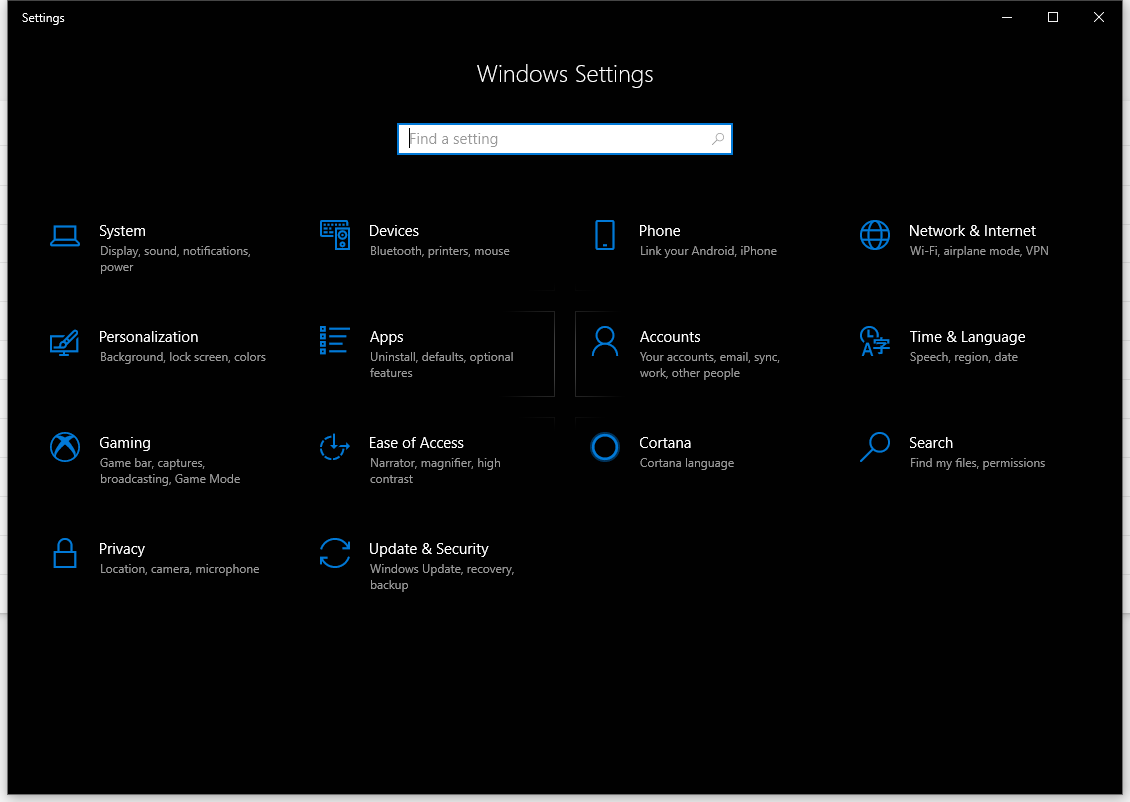 Settings
Windows Settings
Find a setting
System
Display, sound, notifications,
power
Devices
Bluetooth, printers, mouse
Phone
Link your Android, iPhone
Network & Internet
Wi-Fi, airplane mode, VPN
Personalization
Background, lock screen, colors
Apps
Uninstall, defaults, optional
features
Accounts
Your accounts, email, sync,
work, other people
Time & Language
Speech, region, date
Gaming
Game bar, captures,
broadcasting, Game Mode
Ease of Access
Narrator, magnifier, high
contrast
Cortana
Cortana language
Search
Find my files, permissions
Privacy
Location, camera, microphone
Update & Security
Windows Update, recovery,
backup